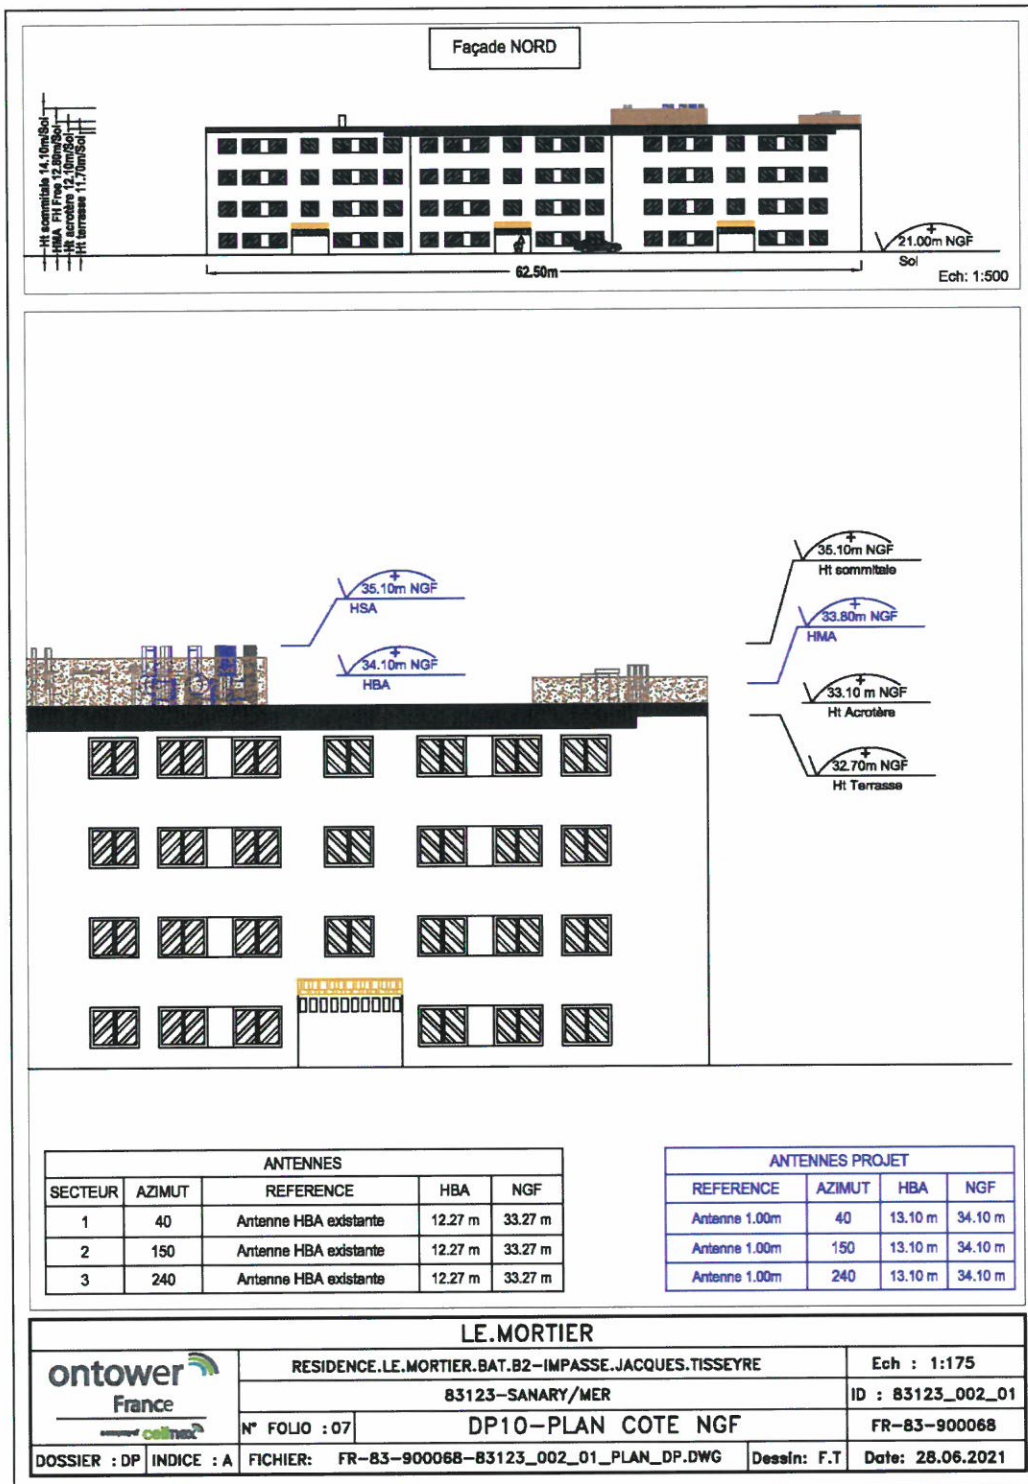 Façade NORD
Ht sommitale 14.10m/Sol
HMA FH Free 12.80m/Sol
Ht acrotère 12.10m/Sol
Ht terrasse 11.70m/Sol
62.50m
21.00m NGF
Sol
Ech: 1:500
35.10m NGF
Ht sommitale
35.10m NGF
HSA
33.80m NGF
HMA
34.10m NGF
HBA
33.10 m NGF
Ht Acrotère
32.70m NGF
Ht Terrasse
ANTENNES
SECTEUR AZIMUT REFERENCE HBA NGF
1 40 Antenne HBA existante 12.27 m 33.27 m
2 150 Antenne HBA existante 12.27 m 33.27 m
3 240 Antenne HBA existante 12.27 m 33.27 m
ANTENNES PROJET
REFERENCE AZIMUT HBA NGF
Antenne 1.00m 40 13.10 m 34.10 m
Antenne 1.00m 150 13.10 m 34.10 m
Antenne 1.00m 240 13.10 m 34.10 m
LE.MORTIER
ontower
France
cellnex
RESIDENCE.LE.MORTIER.BAT.B2-IMPASSE.JACQUES.TISSEYRE
Ech : 1:175
83123-SANARY/MER
ID : 83123_002_01
N° FOLIO : 07
DP10-PLAN COTE NGF
FR-83-900068
DOSSIER : DP INDICE : A FICHIER: FR-83-900068-83123_002_01_PLAN_DP.DWG Dessin: F.T Date: 28.06.2021